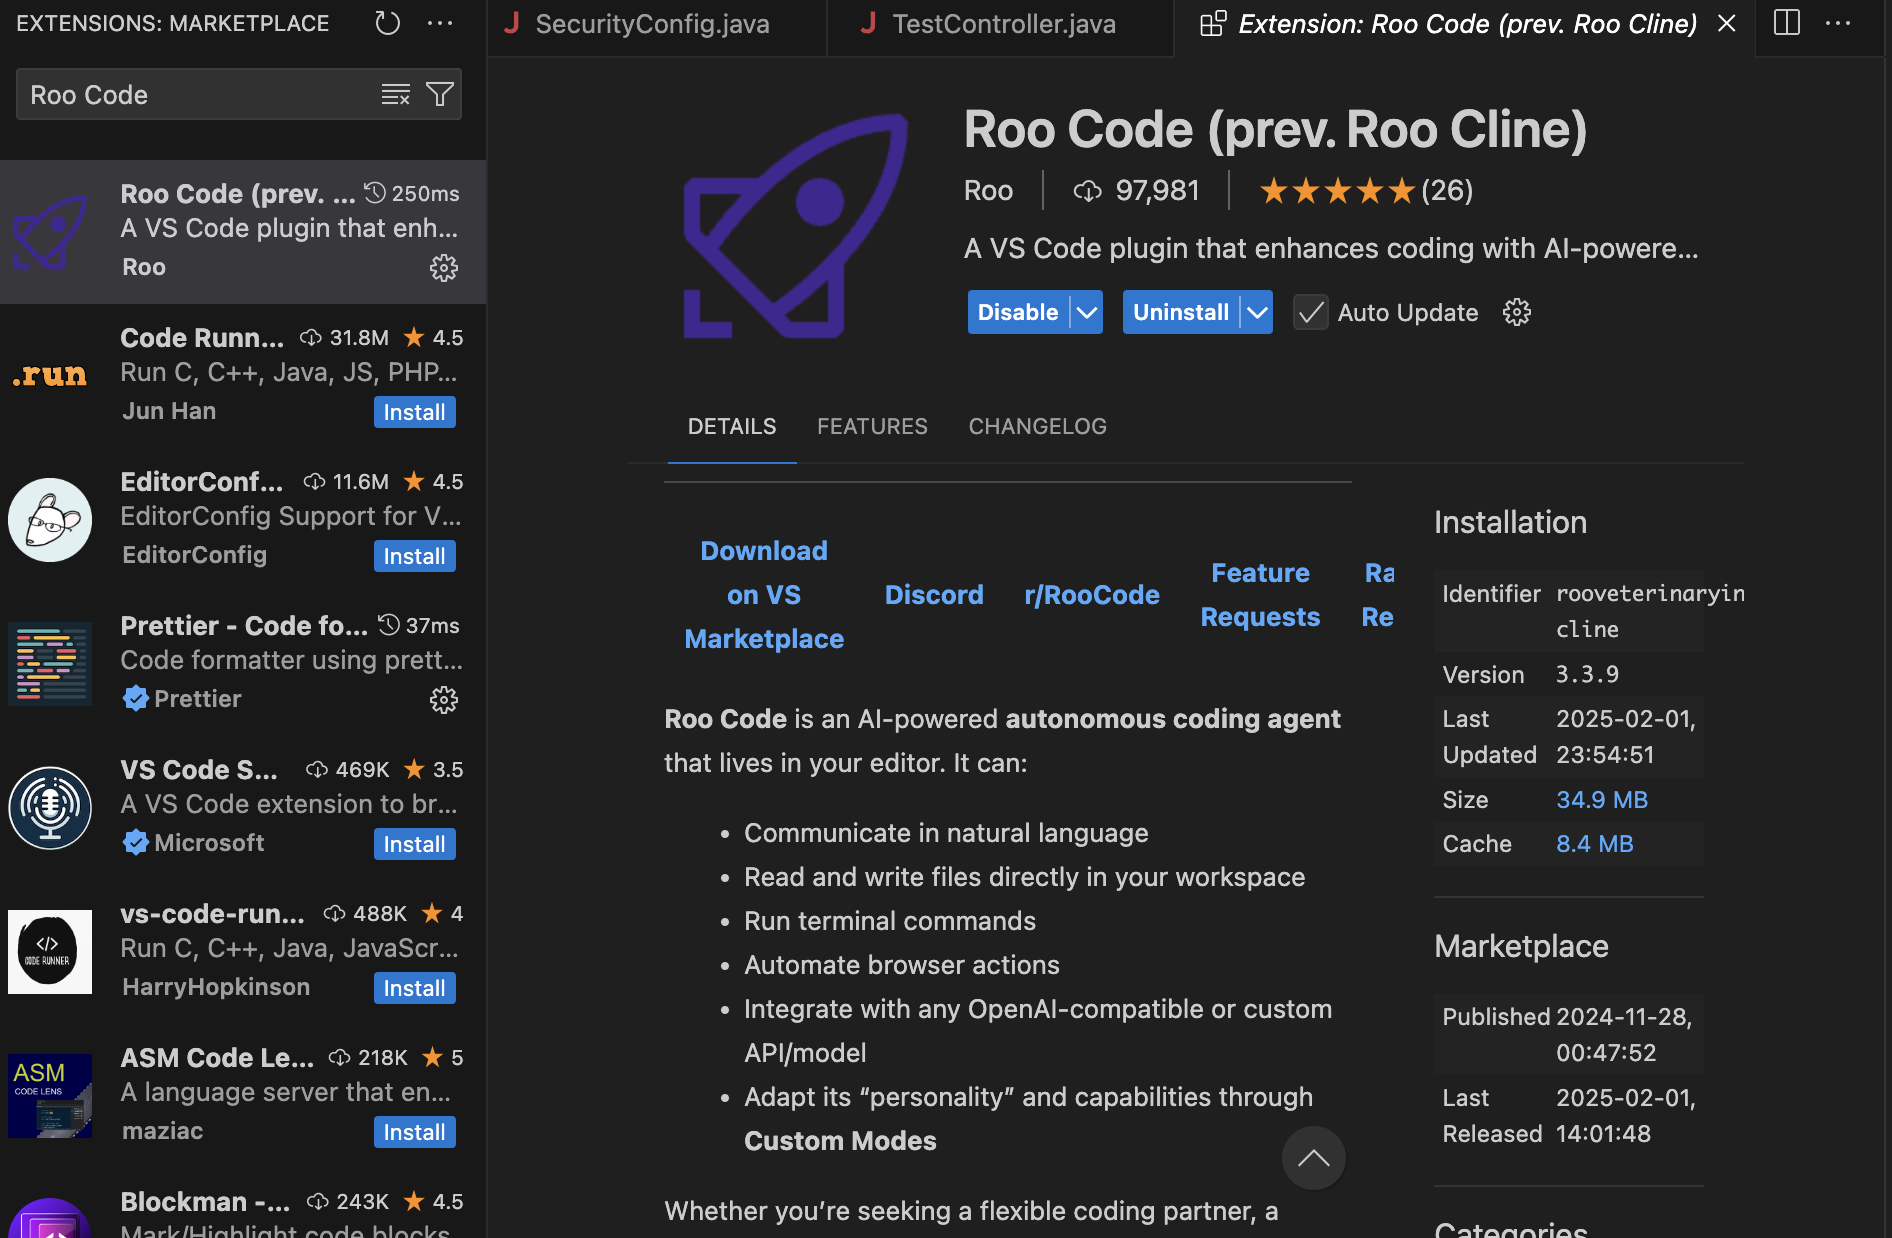 EXTENSIONS: MARKETPLACE
Roo Code
Roo Code (prev. ... 250ms
A VS Code plugin that enh...
Roo
.run
Code Runn... 31.8M 4.5
Run C, C++, Java, JS, PHP...
Jun Han
Install
EditorConf... 11.6M 4.5
EditorConfig Support for V...
EditorConfig
Install
Prettier - Code fo... 37ms
Code formatter using prett...
Prettier
VS Code S... 469K 3.5
A VS Code extension to br...
Microsoft
Install
</>
CODE RUNNER
vs-code-run... 488K 4
Run C, C++, Java, JavaScr...
HarryHopkinson
Install
ASM
CODE LENS
ASM Code Le... 218K 5
A language server that en...
maziac
Install
Blockman -... 243K 4.5
Mark/Highlight code blocks
SecurityConfig.java
TestController.java
Extension: Roo Code (prev. Roo Cline)
Roo Code (prev. Roo Cline)
Roo 97,981 (26)
A VS Code plugin that enhances coding with AI-powere...
Disable
Uninstall
Auto Update
DETAILS
FEATURES
CHANGELOG
Download
on VS
Marketplace
Discord
r/RooCode
Feature
Requests
Ra
Re
Roo Code is an AI-powered autonomous coding agent
that lives in your editor. It can:
• Communicate in natural language
• Read and write files directly in your workspace
• Run terminal commands
• Automate browser actions
• Integrate with any OpenAI-compatible or custom
API/model
• Adapt its “personality” and capabilities through
Custom Modes
Whether you’re seeking a flexible coding partner, a
Installation
Identifier rooveterinaryin
cline
Version 3.3.9
Last 2025-02-01,
Updated 23:54:51
Size 34.9 MB
Cache 8.4 MB
Marketplace
Published 2024-11-28,
00:47:52
Last 2025-02-01,
Released 14:01:48
Categories